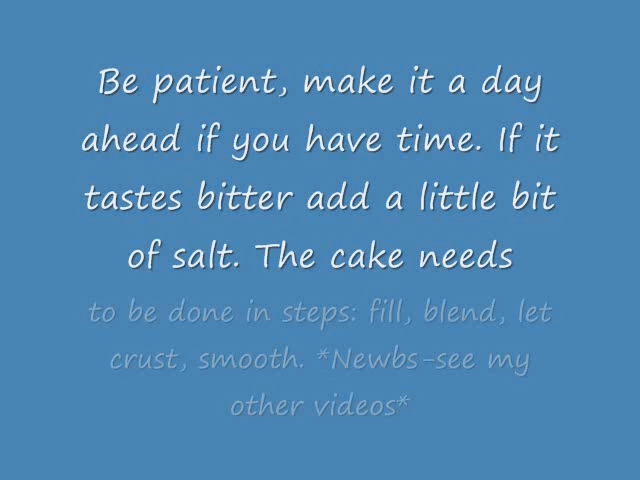 Be patient, make it a day
ahead if you have time. If it
tastes bitter add a little bit
of salt. The cake needs
to be done in steps: fill, blend, let
crust, smooth. *Newbs-see my
other videos*